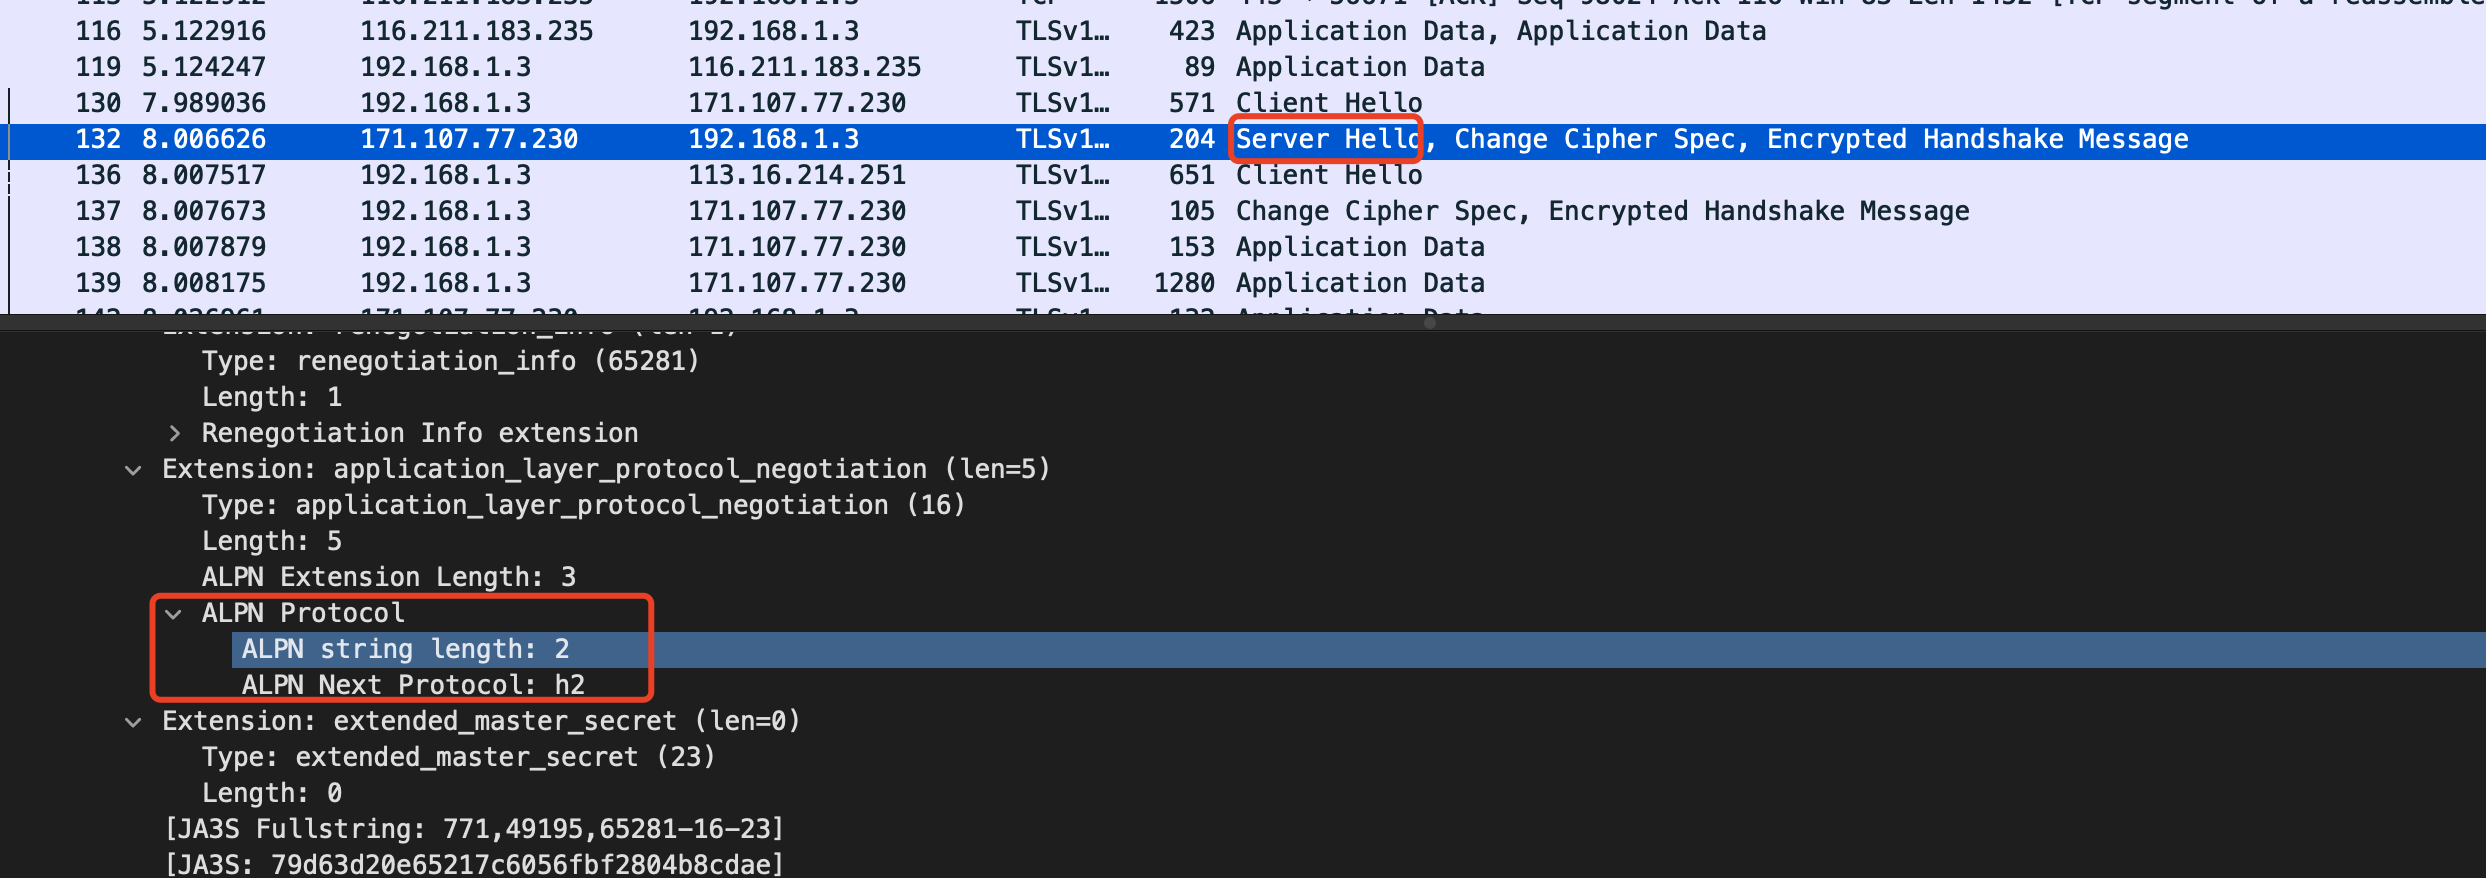 116 5.122916 116.211.183.235 192.168.1.3 TLSv1… 423 Application Data, Application Data
119 5.124247 192.168.1.3 116.211.183.235 TLSv1… 89 Application Data
130 7.989036 192.168.1.3 171.107.77.230 TLSv1… 571 Client Hello
132 8.006626 171.107.77.230 192.168.1.3 TLSv1… 204 Server Hello, Change Cipher Spec, Encrypted Handshake Message
136 8.007517 192.168.1.3 113.16.214.251 TLSv1… 651 Client Hello
137 8.007673 192.168.1.3 171.107.77.230 TLSv1… 105 Change Cipher Spec, Encrypted Handshake Message
138 8.007879 192.168.1.3 171.107.77.230 TLSv1… 153 Application Data
139 8.008175 192.168.1.3 171.107.77.230 TLSv1… 1280 Application Data
Extension: renegotiation_info (len=1)
Type: renegotiation_info (65281)
Length: 1
Renegotiation Info extension
Extension: application_layer_protocol_negotiation (len=5)
Type: application_layer_protocol_negotiation (16)
Length: 5
ALPN Extension Length: 3
ALPN Protocol
ALPN string length: 2
ALPN Next Protocol: h2
Extension: extended_master_secret (len=0)
Type: extended_master_secret (23)
Length: 0
[JA3S Fullstring: 771,49195,65281-16-23]
[JA3S: 79d63d20e65217c6056fbf2804b8cdae]